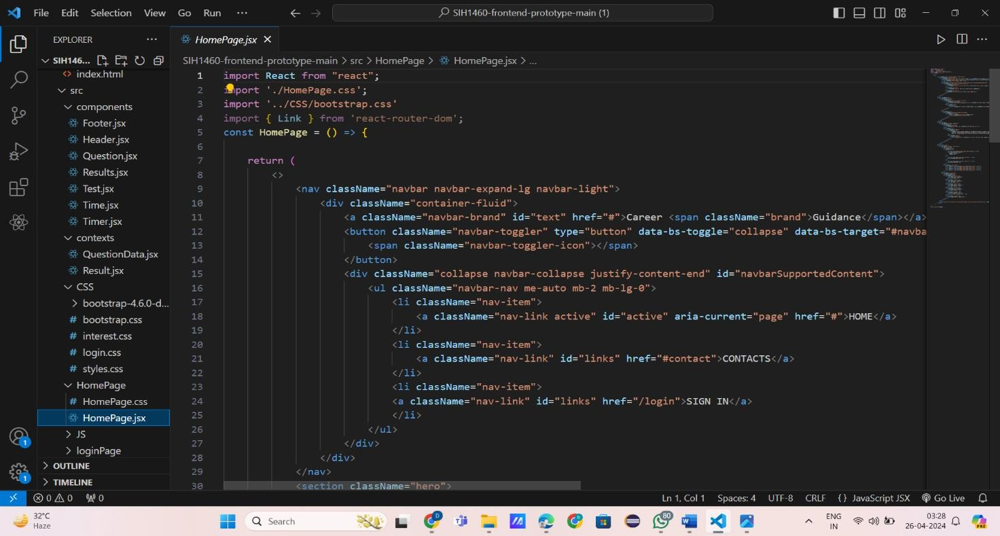 File Edit Selection View Go Run ··· SIH1460-frontend-prototype-main (1)
EXPLORER ···
SIH146...
index.html
src
components
Footer.jsx
Header.jsx
Question.jsx
Results.jsx
Test.jsx
Time.jsx
Timer.jsx
contexts
QuestionData.jsx
Result.jsx
CSS
bootstrap-4.6.0-d...
# bootstrap.css
# interest.css
# login.css
# styles.css
HomePage
# HomePage.css
HomePage.jsx
JS
loginPage
OUTLINE
TIMELINE
HomePage.jsx
SIH1460-frontend-prototype-main > src > HomePage > HomePage.jsx > ...
1 import React from "react";
2 import './HomePage.css';
3 import '../CSS/bootstrap.css'
4 import { Link } from 'react-router-dom';
5 const HomePage = () => {
6
7 return (
8 <>
9 <nav className="navbar navbar-expand-lg navbar-light">
10 <div className="container-fluid">
11 <a className="navbar-brand" id="text" href="#">Career <span className="brand">Guidance</span></a>
12 <button className="navbar-toggler" type="button" data-bs-toggle="collapse" data-bs-target="#navba
13 <span className="navbar-toggler-icon"></span>
14 </button>
15 <div className="collapse navbar-collapse justify-content-end" id="navbarSupportedContent">
16 <ul className="navbar-nav me-auto mb-2 mb-lg-0">
17 <li className="nav-item">
18 <a className="nav-link active" id="active" aria-current="page" href="#">HOME</a>
19 </li>
20 <li className="nav-item">
21 <a className="nav-link" id="links" href="#contact">CONTACTS</a>
22 </li>
23 <li className="nav-item">
24 <a className="nav-link" id="links" href="/login">SIGN IN</a>
25 </li>
26 </ul>
27 </div>
28 </div>
29 </nav>
30 <section className="hero">
1
1
0 0 0 Ln 1, Col 1 Spaces: 4 UTF-8 CRLF {} JavaScript JSX Go Live
32°C
Haze
Search
80
ENG
IN
03:28
26-04-2024
PRE